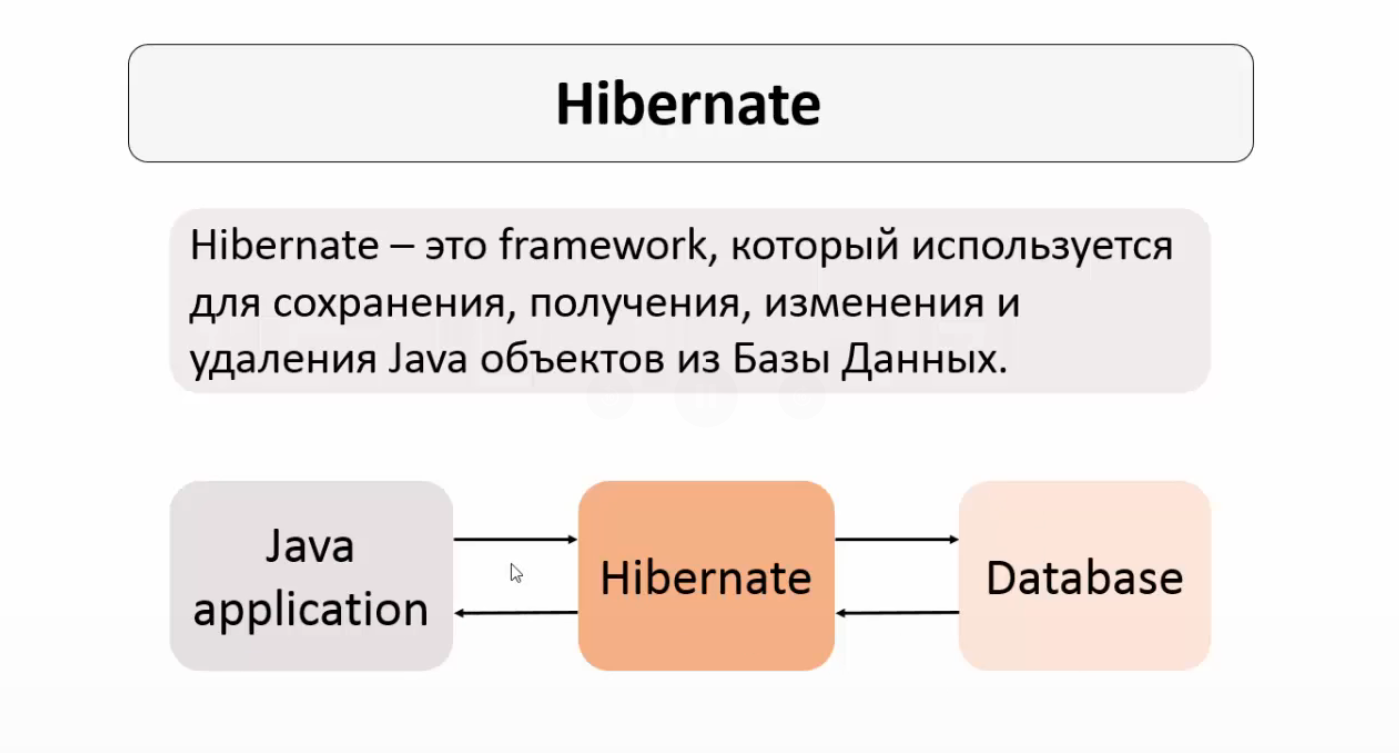 Hibernate
Hibernate – это framework, который используется
для сохранения, получения, изменения и
удаления Java объектов из Базы Данных.
Java
application
Hibernate
Database